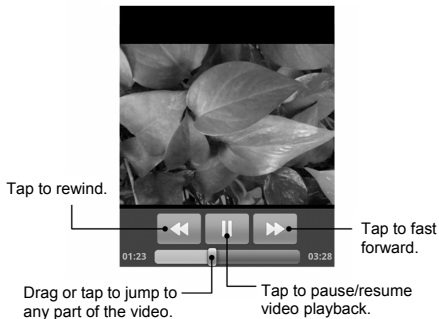 Tap to rewind.
Tap to fast
forward.
01:23
03:28
Drag or tap to jump to
any part of the video.
Tap to pause/resume
video playback.